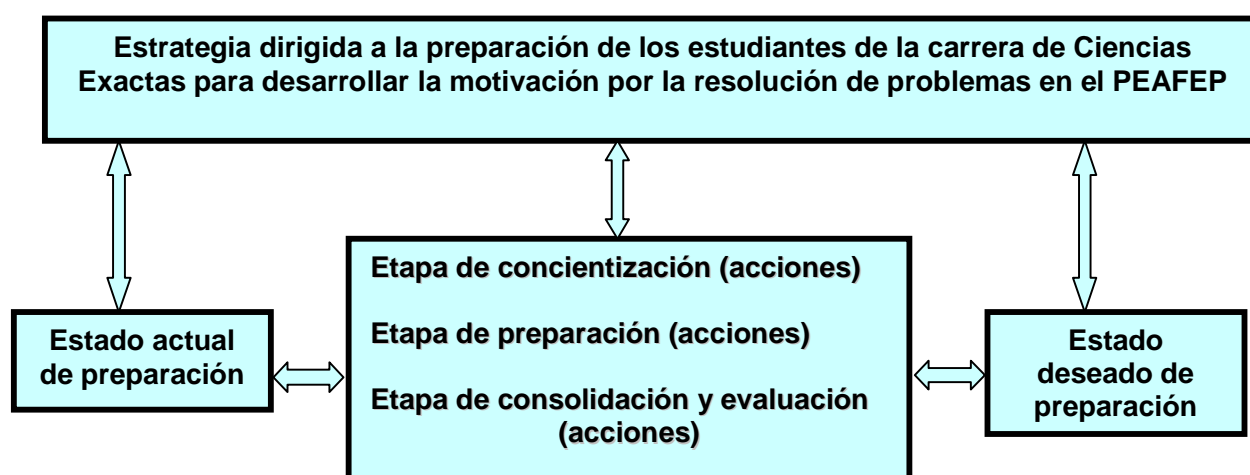 Estrategia dirigida a la preparación de los estudiantes de la carrera de Ciencias
Exactas para desarrollar la motivación por la resolución de problemas en el PEAFEP
Etapa de concientización (acciones)
Etapa de preparación (acciones)
Etapa de consolidación y evaluación
(acciones)
Estado actual
de preparación
Estado
deseado de
preparación